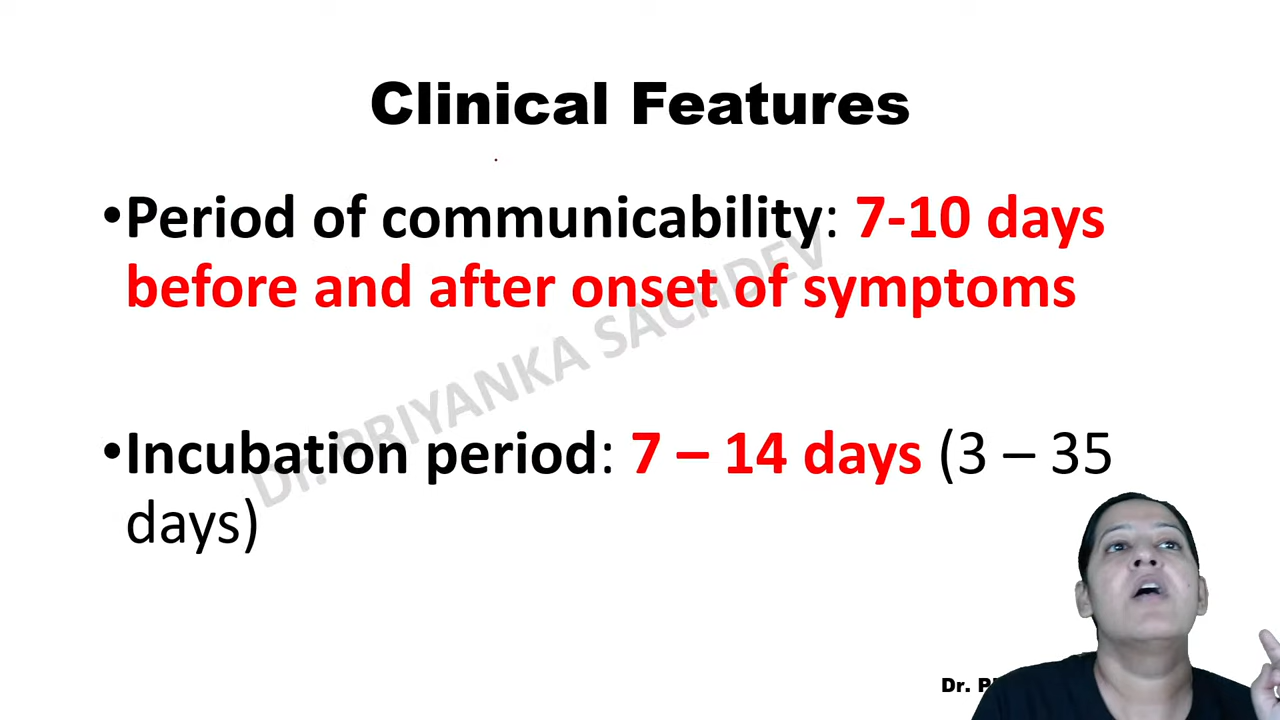 Clinical Features
•Period of communicability: 7-10 days
before and after onset of symptoms
Dr. PRIYANKA SACHDEV
•Incubation period: 7 – 14 days (3 – 35
days)
Dr.